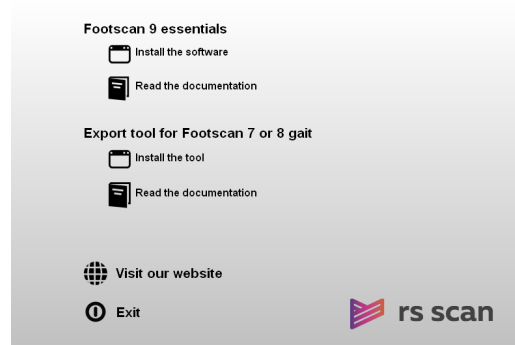 Footscan 9 essentials
Install the software
Read the documentation
Export tool for Footscan 7 or 8 gait
Install the tool
Read the documentation
Visit our website
Exit
rs scan